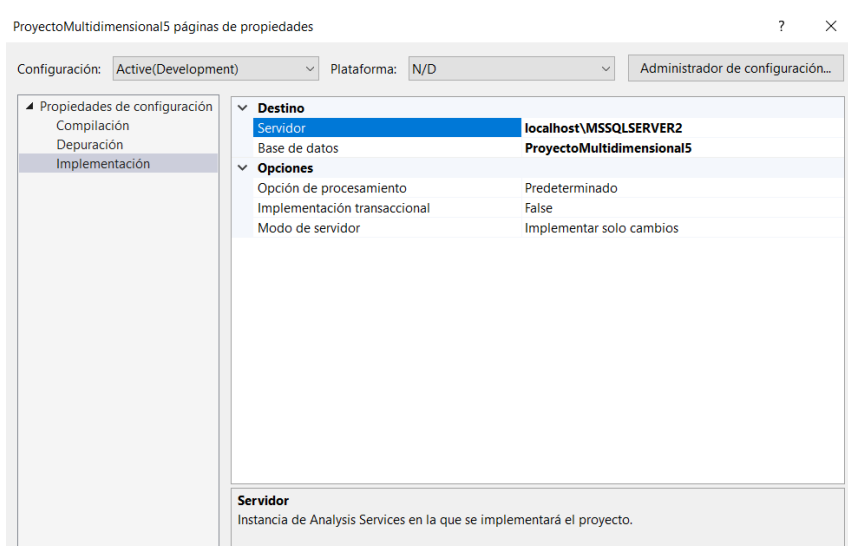 ProyectoMultidimensional5 páginas de propiedades ? ×
Configuración: Active(Development) Plataforma: N/D Administrador de configuración...
Propiedades de configuración
Compilación
Depuración
Implementación
Destino
Servidor localhost\MSSQLSERVER2
Base de datos ProyectoMultidimensional5
Opciones
Opción de procesamiento Predeterminado
Implementación transaccional False
Modo de servidor Implementar solo cambios
Servidor
Instancia de Analysis Services en la que se implementará el proyecto.